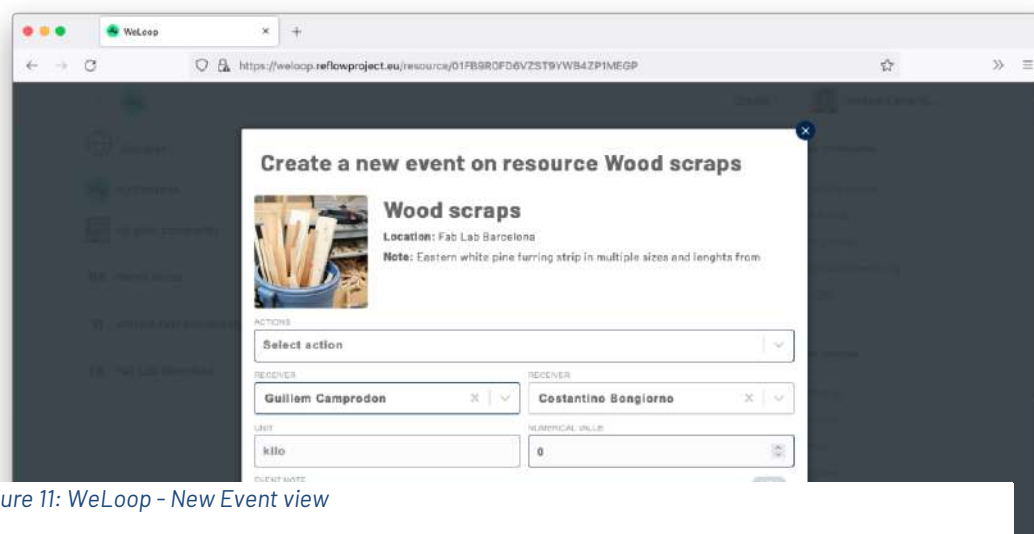 WeLoop
https://weloop.reflowproject.eu/resource/01FB9R0FD6VZST9YWB4ZP1MEGP
Create a new event on resource Wood scraps
Wood scraps
Location: Fab Lab Barcelona
Note: Eastern white pine furring strip in multiple sizes and lenghts from
ACTIONS
Select action
RECEIVER RECEIVER
Guillem Camprodon Costantino Bongiorno
UNIT NUMERICAL VALUE
kilo 0
EVENT NOTE
ure 11: WeLoop - New Event view